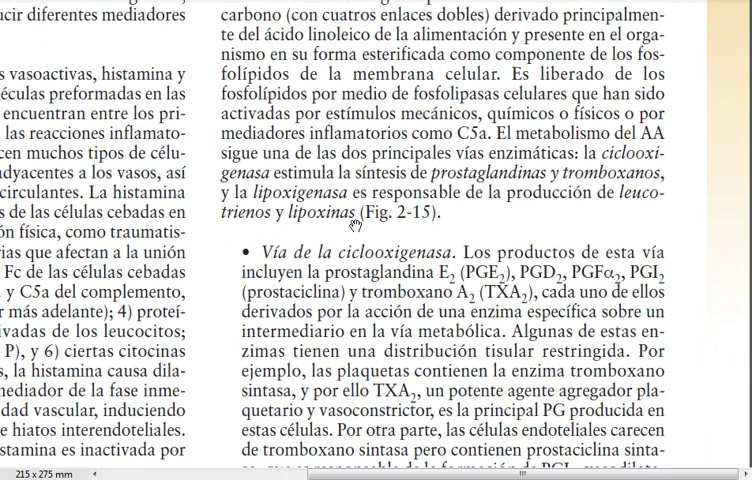 ucir diferentes mediadores
s vasoactivas, histamina y
éculas preformadas en las
encuentran entre los pri-
las reacciones inflamato-
cen muchos tipos de célu-
adyacentes a los vasos, así
circulantes. La histamina
s de las células cebadas en
ón física, como traumatis-
rias que afectan a la unión
Fc de las células cebadas
a y C5a del complemento,
r más adelante); 4) proteí-
ivadas de los leucocitos;
P), y 6) ciertas citocinas
s, la histamina causa dila-
mediador de la fase inme-
dad vascular, induciendo
e hiatos interendoteliales.
stamina es inactivada por
carbono (con cuatros enlaces dobles) derivado principalmen-
te del ácido linoleico de la alimentación y presente en el orga-
nismo en su forma esterificada como componente de los fos-
folípidos de la membrana celular. Es liberado de los
fosfolípidos por medio de fosfolipasas celulares que han sido
activadas por estímulos mecánicos, químicos o físicos o por
mediadores inflamatorios como C5a. El metabolismo del AA
sigue una de las dos principales vías enzimáticas: la ciclooxi-
genasa estimula la síntesis de prostaglandinas y tromboxanos,
y la lipoxigenasa es responsable de la producción de leuco-
trienos y lipoxinas (Fig. 2-15).
• Vía de la ciclooxigenasa. Los productos de esta vía
incluyen la prostaglandina E₂ (PGE₂), PGD₂, PGFα₂, PGI₂
(prostaciclina) y tromboxano A₂ (TXA₂), cada uno de ellos
derivados por la acción de una enzima específica sobre un
intermediario en la vía metabólica. Algunas de estas en-
zimas tienen una distribución tisular restringida. Por
ejemplo, las plaquetas contienen la enzima tromboxano
sintasa, y por ello TXA₂, un potente agente agregador pla-
quetario y vasoconstrictor, es la principal PG producida en
estas células. Por otra parte, las células endoteliales carecen
de tromboxano sintasa pero contienen prostaciclina sinta-
215 x 275 mm